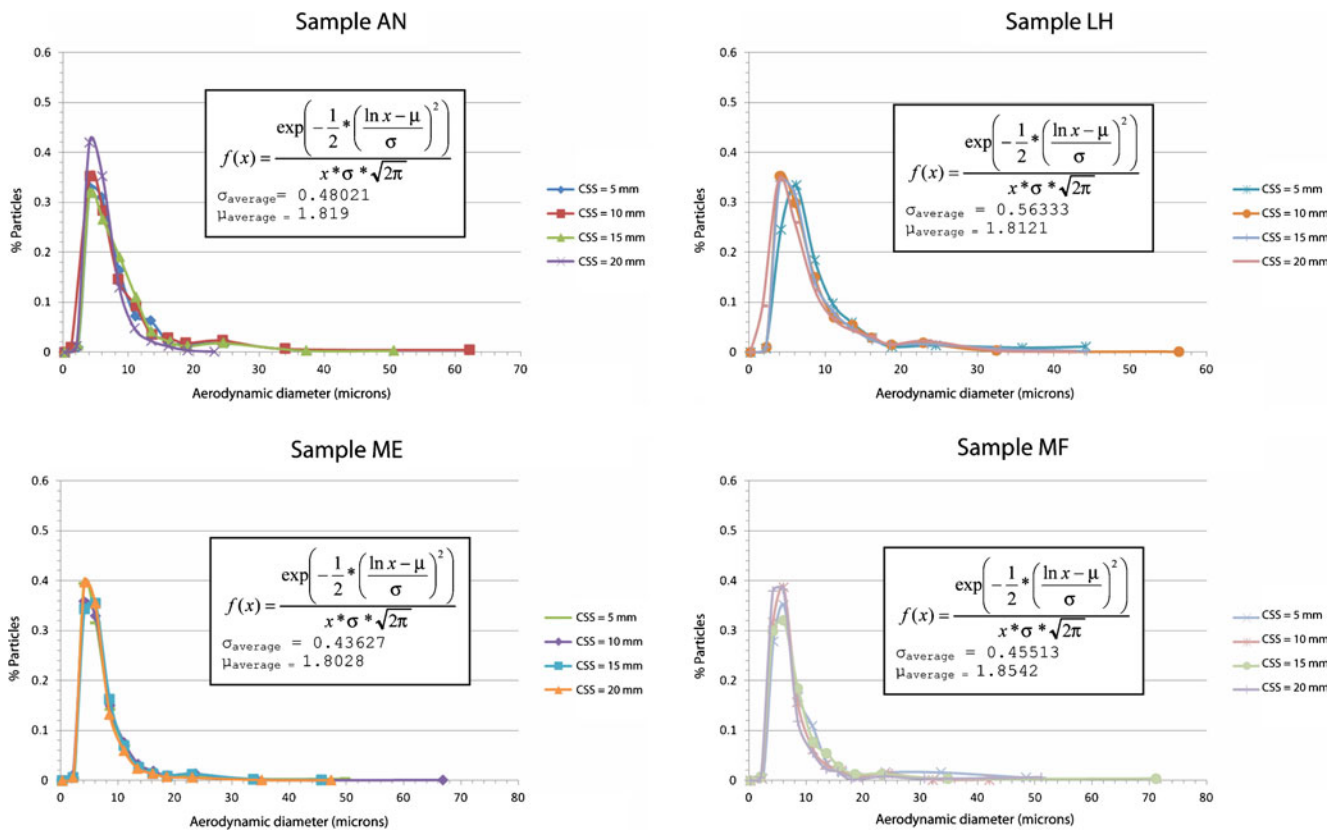 Sample AN
0.6
0.5
0.4
0.3
0.2
0.1
0
% Particles
f(x) = exp(-1/2*((ln x − μ)/σ)^2) / (x*σ*√2π)
σaverage= 0.48021
μaverage = 1.819
CSS = 5 mm
CSS = 10 mm
CSS = 15 mm
CSS = 20 mm
0 10 20 30 40 50 60 70
Aerodynamic diameter (microns)
Sample LH
0.6
0.5
0.4
0.3
0.2
0.1
0
% Particles
f(x) = exp(-1/2*((ln x − μ)/σ)^2) / (x*σ*√2π)
σaverage = 0.56333
μaverage = 1.8121
CSS = 5 mm
CSS = 10 mm
CSS = 15 mm
CSS = 20 mm
0 10 20 30 40 50 60
Aerodynamic diameter (microns)
Sample ME
0.6
0.5
0.4
0.3
0.2
0.1
0
% Particles
f(x) = exp(-1/2*((ln x − μ)/σ)^2) / (x*σ*√2π)
σaverage = 0.43627
μaverage = 1.8028
CSS = 5 mm
CSS = 10 mm
CSS = 15 mm
CSS = 20 mm
0 10 20 30 40 50 60 70 80
Aerodynamic diameter (microns)
Sample MF
0.6
0.5
0.4
0.3
0.2
0.1
0
% Particles
f(x) = exp(-1/2*((ln x − μ)/σ)^2) / (x*σ*√2π)
σaverage = 0.45513
μaverage = 1.8542
CSS = 5 mm
CSS = 10 mm
CSS = 15 mm
CSS = 20 mm
0 10 20 30 40 50 60 70 80
Aerodynamic diameter (microns)